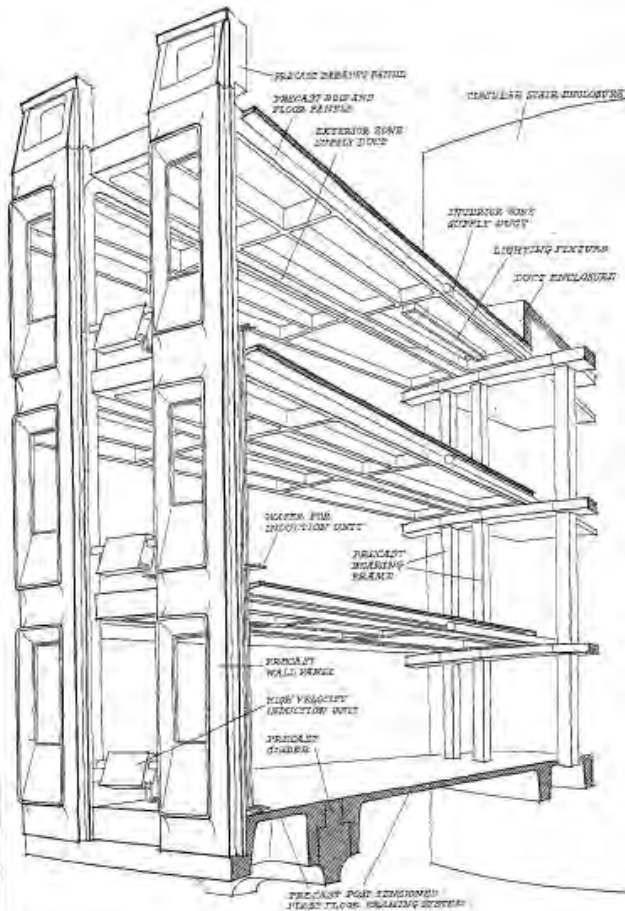 PRECAST PARAPET PANEL
PRECAST ROOF AND
FLOOR PANELS
CIRCULAR STAIR ENCLOSURE
EXTERIOR ZONE
SUPPLY DUCT
INTERIOR ZONE
SUPPLY DUCT
LIGHTING FIXTURE
DUCT ENCLOSURE
WATER FOR
INDUCTION UNIT
PRECAST
BEARING
FRAME
PRECAST
WALL PANEL
HIGH VELOCITY
INDUCTION UNIT
PRECAST
GIRDER
PRECAST POST TENSIONED
FIRST FLOOR FRAMING SYSTEM